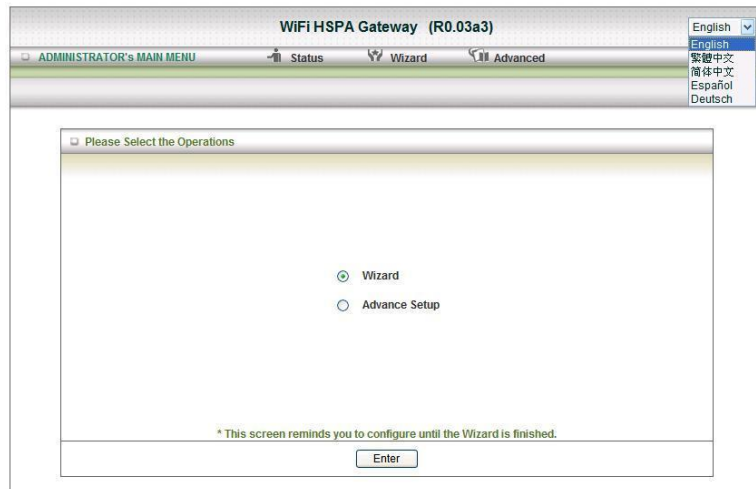 WiFi HSPA Gateway (R0.03a3)
English
ADMINISTRATOR's MAIN MENU Status Wizard Advanced
English
繁體中文
简体中文
Español
Deutsch
Please Select the Operations
Wizard
Advance Setup
* This screen reminds you to configure until the Wizard is finished.
Enter